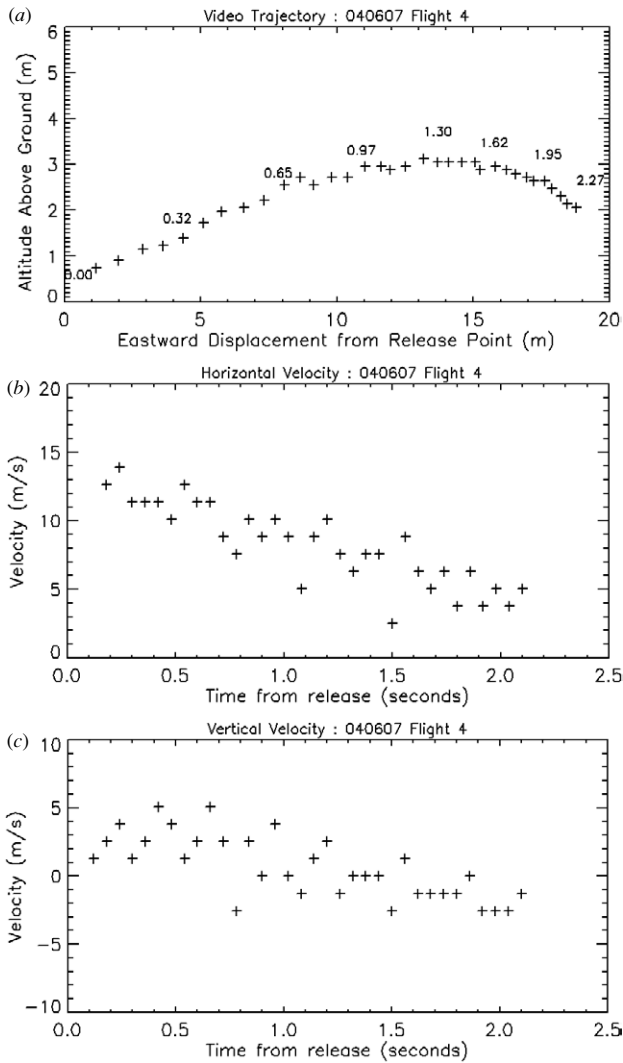 (a) Video Trajectory : 040607 Flight 4
Altitude Above Ground (m)
6
5
4
3
2
1
0
0.00
0.32
0.65
0.97
1.30
1.62
1.95
2.27
0 5 10 15 20
Eastward Displacement from Release Point (m)
(b) Horizontal Velocity : 040607 Flight 4
Velocity (m/s)
20
15
10
5
0
0.0 0.5 1.0 1.5 2.0 2.5
Time from release (seconds)
(c) Vertical Velocity : 040607 Flight 4
Velocity (m/s)
10
5
0
-5
-10
0.0 0.5 1.0 1.5 2.0 2.5
Time from release (seconds)